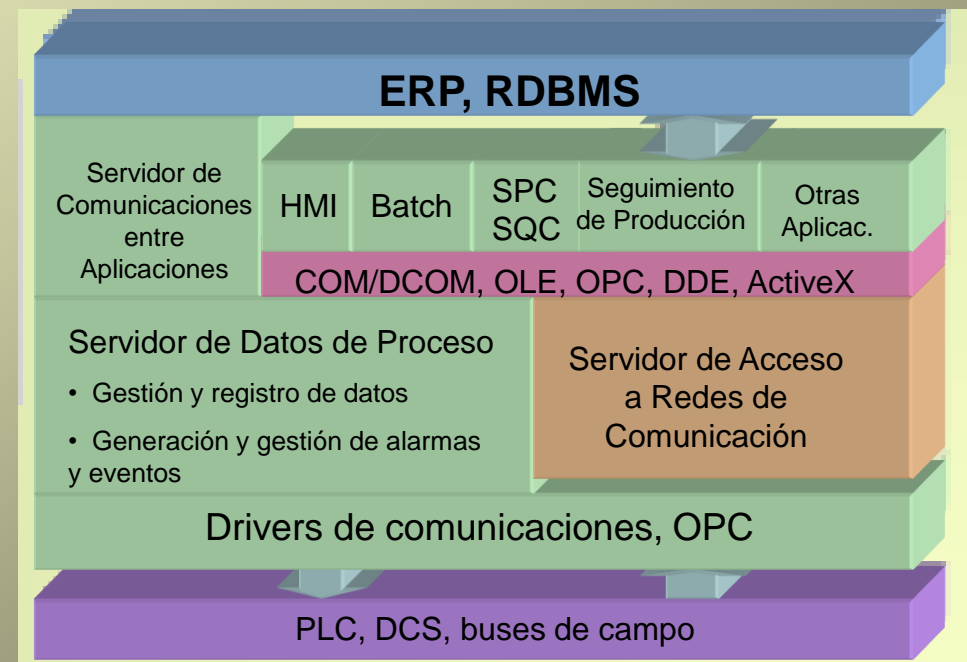 ERP, RDBMS
Servidor de
Comunicaciones
entre
Aplicaciones
HMI
Batch
SPC
SQC
Seguimiento
de Producción
Otras
Aplicac.
COM/DCOM, OLE, OPC, DDE, ActiveX
Servidor de Datos de Proceso
• Gestión y registro de datos
• Generación y gestión de alarmas
y eventos
Servidor de Acceso
a Redes de
Comunicación
Drivers de comunicaciones, OPC
PLC, DCS, buses de campo